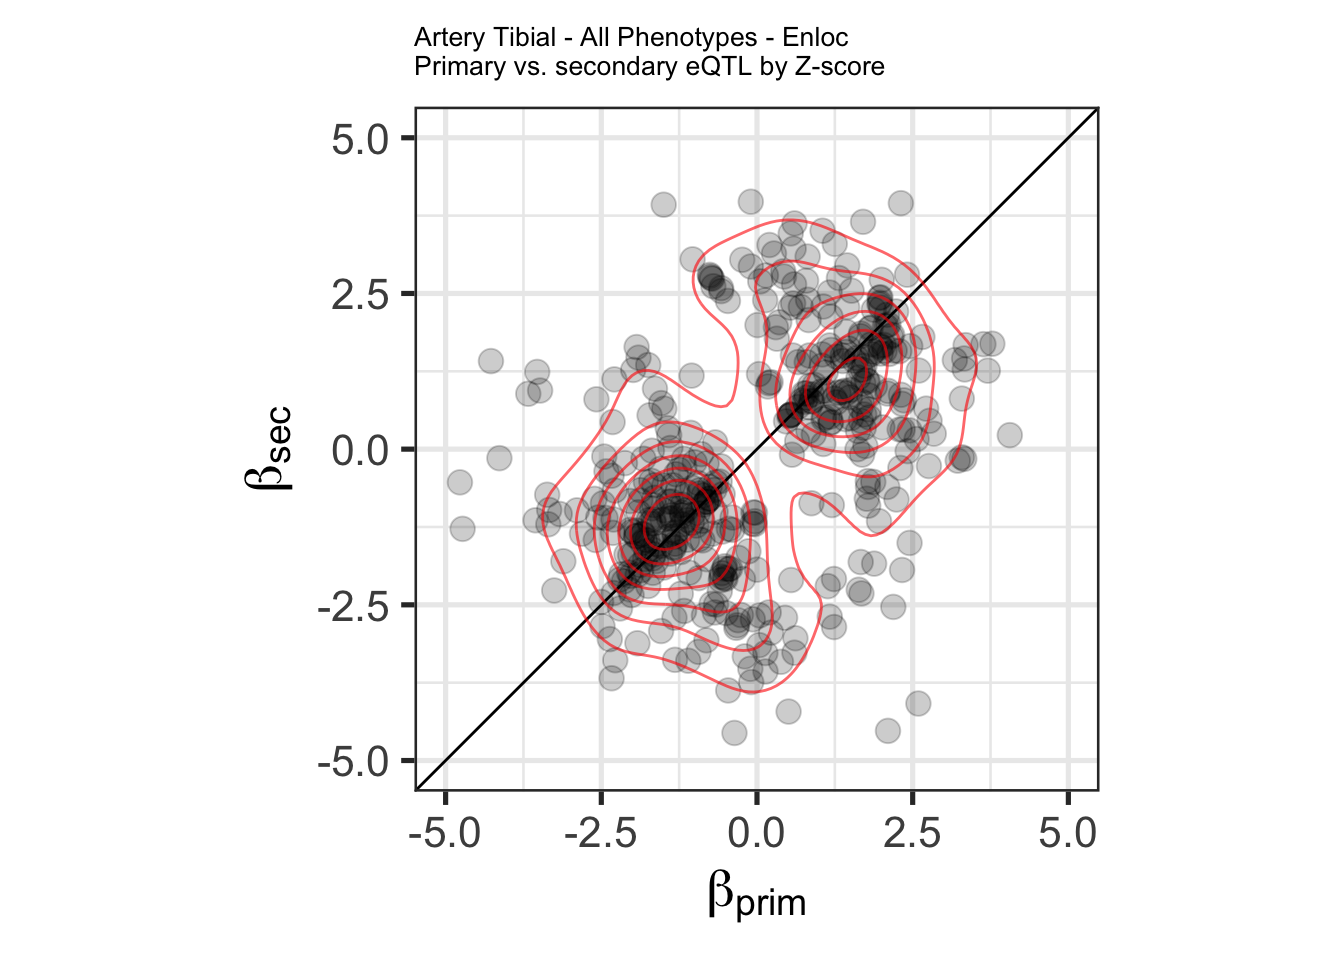 Artery Tibial - All Phenotypes - Enloc
Primary vs. secondary eQTL by Z-score
5.0
2.5
0.0
-2.5
-5.0
βsec
-5.0 -2.5 0.0 2.5 5.0
βprim